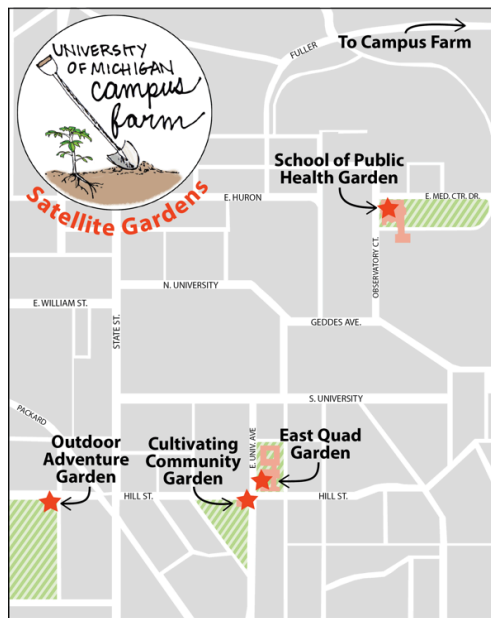 To Campus Farm
FULLER
UNIVERSITY
OF MICHIGAN
campus
farm
Satellite Gardens
School of Public
Health Garden
E. HURON
E. MED. CTR. DR.
OBSERVATORY CT.
N. UNIVERSITY
E. WILLIAM ST.
STATE ST.
GEDDES AVE.
S. UNIVERSITY
PACKARD
Outdoor
Adventure
Garden
Cultivating
Community
Garden
E. UNIV. AVE
East Quad
Garden
HILL ST.
HILL ST.